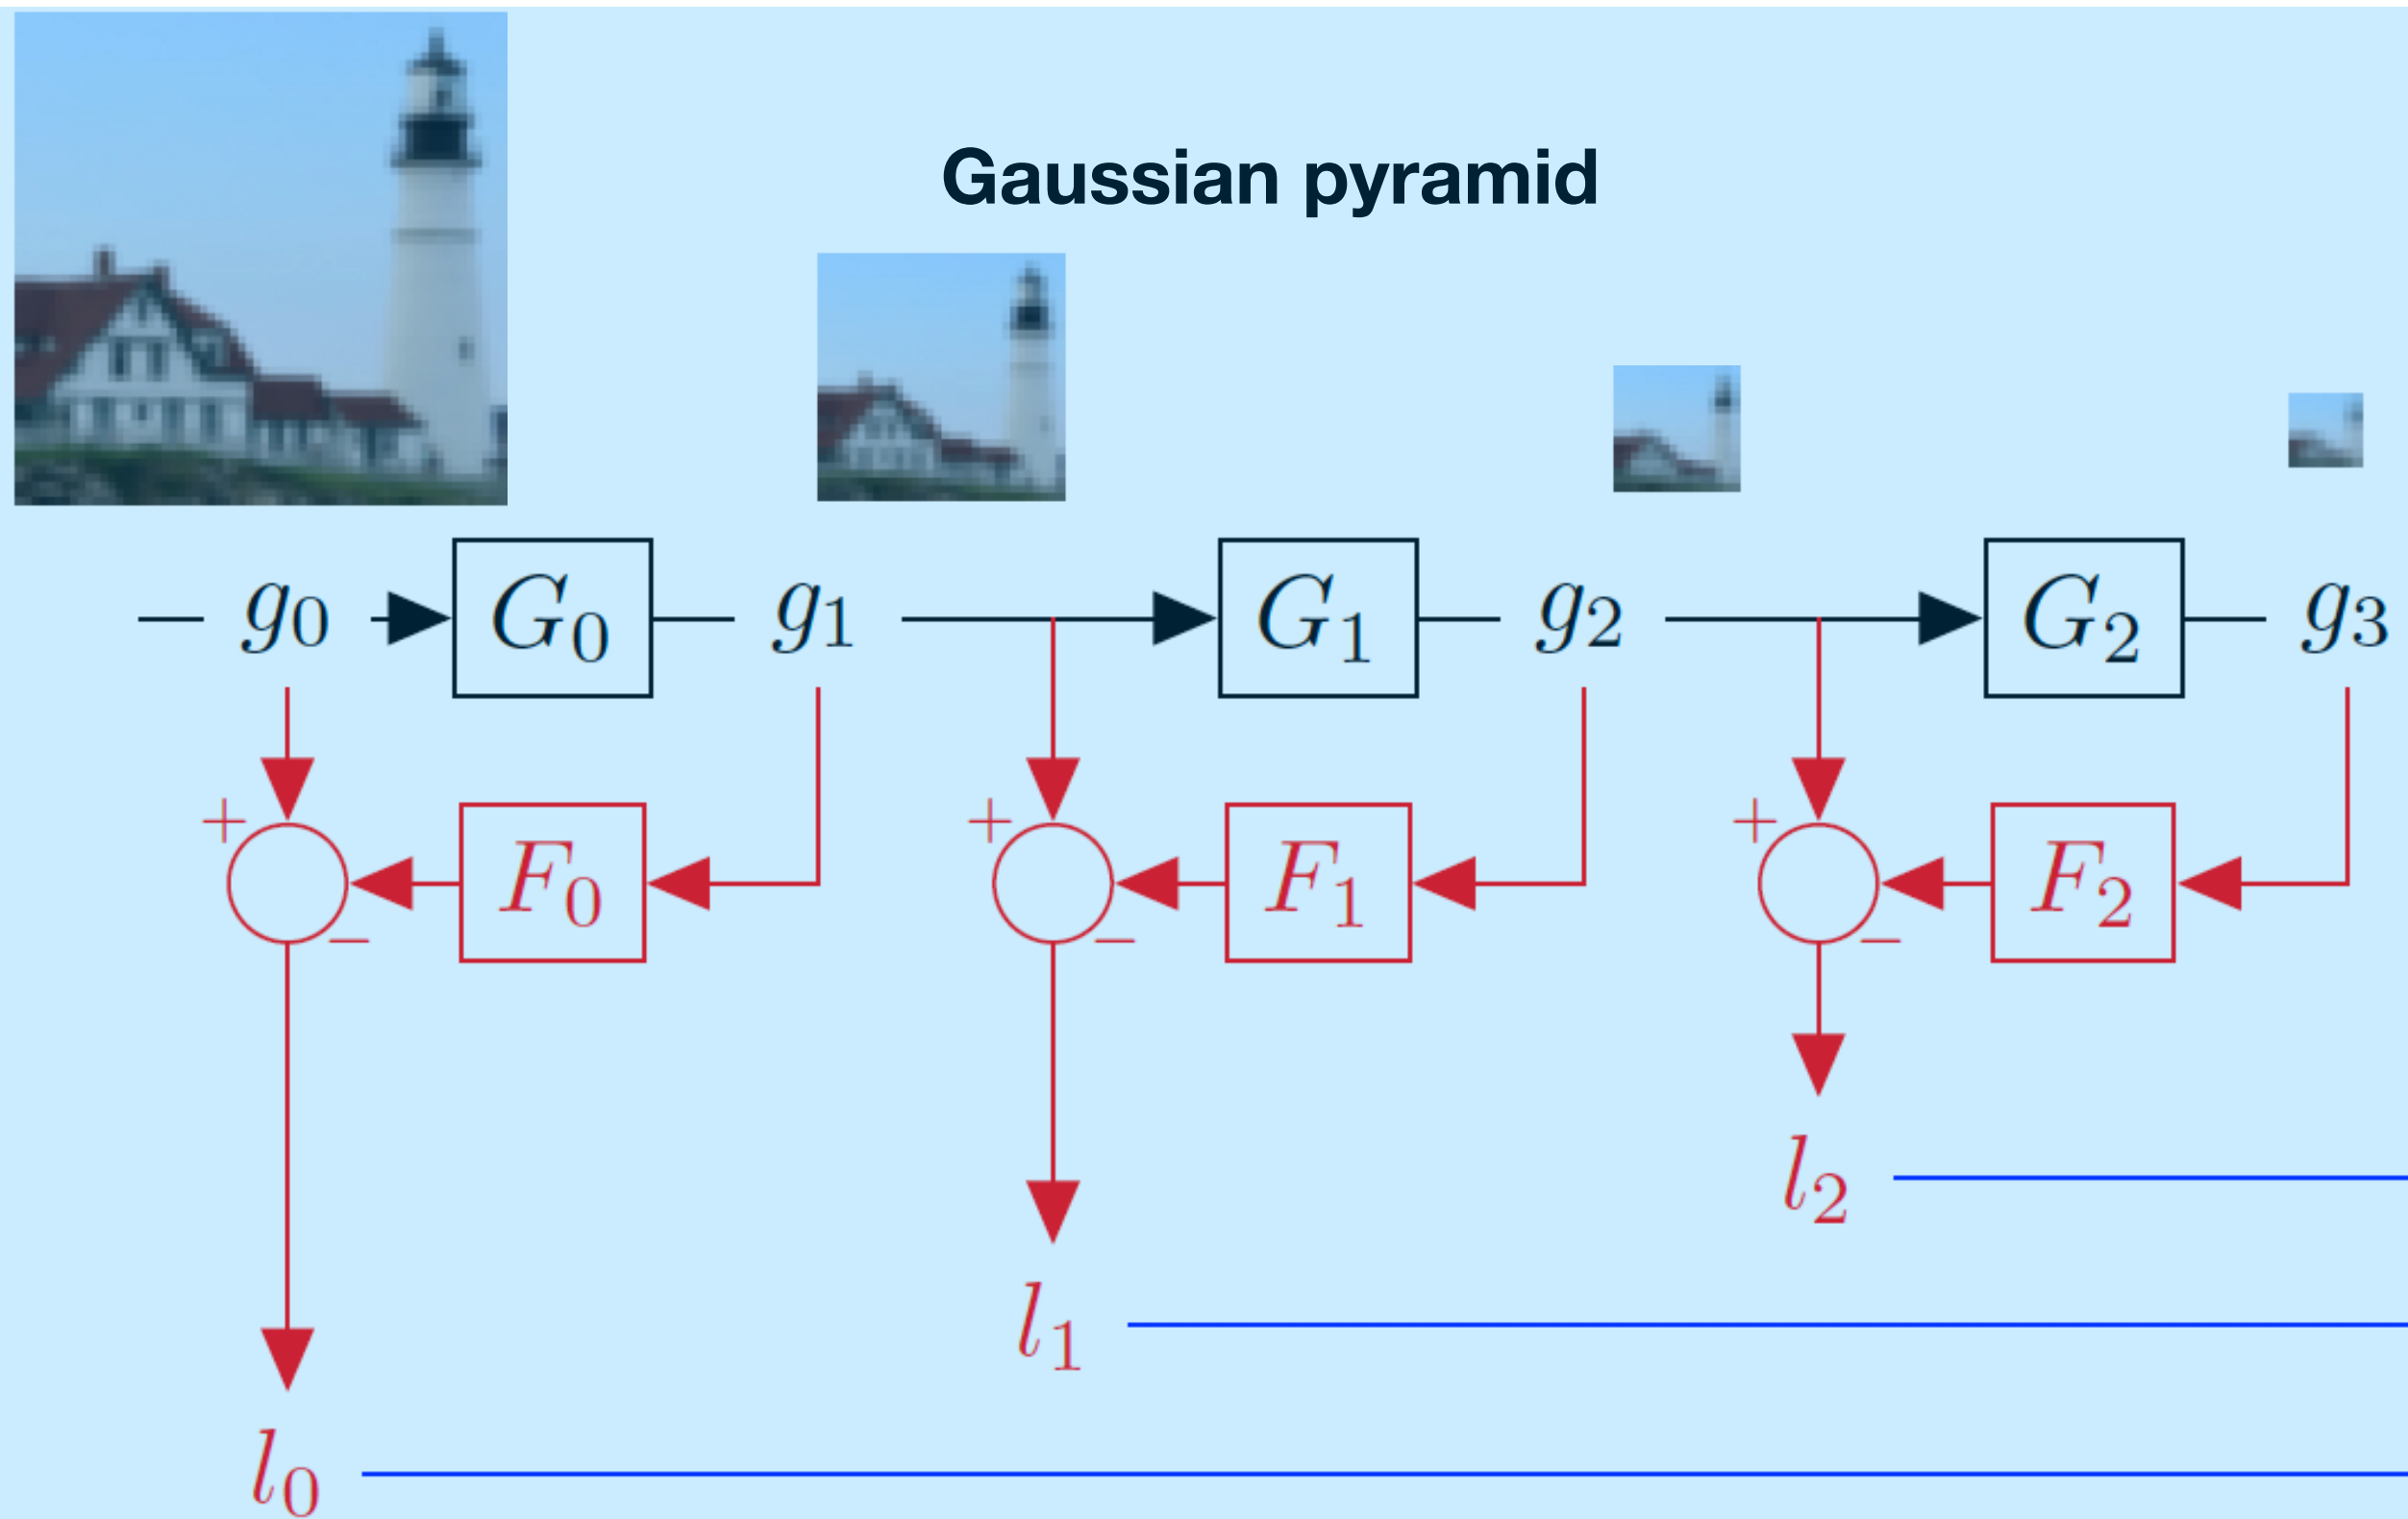 Gaussian pyramid
g₀ G₀ g₁ G₁ g₂ G₂ g₃
+ F₀ + F₁ + F₂
− − −
l₂
l₁
l₀